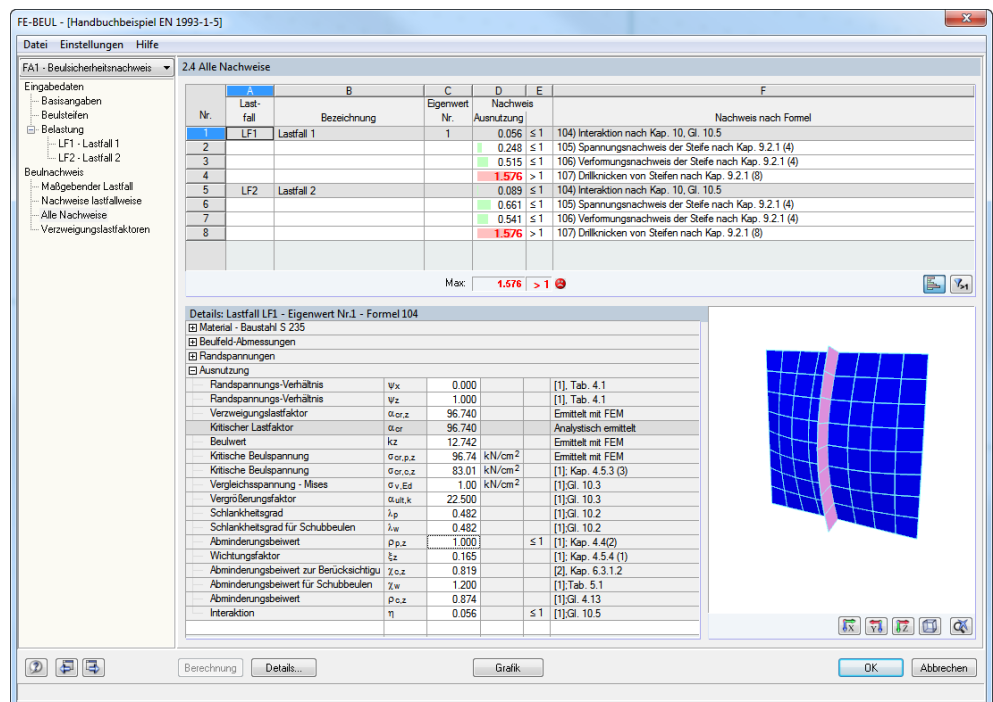 FE-BEUL - [Handbuchbeispiel EN 1993-1-5]
Datei Einstellungen Hilfe
FA1 - Beulsicherheitsnachweis
Eingabedaten
Basisangaben
Beulsteifen
Belastung
LF1 - Lastfall 1
LF2 - Lastfall 2
Beulnachweis
Maßgebender Lastfall
Nachweise lastfallweise
Alle Nachweise
Verzweigungslastfaktoren
2.4 Alle Nachweise
A B C D E F
Last- Eigenwert Nachweis
Nr. fall Bezeichnung Nr. Ausnutzung Nachweis nach Formel
1 LF1 Lastfall 1 1 0.056 ≤ 1 104) Interaktion nach Kap. 10, Gl. 10.5
2 0.248 ≤ 1 105) Spannungsnachweis der Steife nach Kap. 9.2.1 (4)
3 0.515 ≤ 1 106) Verformungsnachweis der Steife nach Kap. 9.2.1 (4)
4 1.576 > 1 107) Drillknicken von Steifen nach Kap. 9.2.1 (8)
5 LF2 Lastfall 2 0.089 ≤ 1 104) Interaktion nach Kap. 10, Gl. 10.5
6 0.661 ≤ 1 105) Spannungsnachweis der Steife nach Kap. 9.2.1 (4)
7 0.541 ≤ 1 106) Verformungsnachweis der Steife nach Kap. 9.2.1 (4)
8 1.576 > 1 107) Drillknicken von Steifen nach Kap. 9.2.1 (8)
Max: 1.576 > 1
>1
Details: Lastfall LF1 - Eigenwert Nr.1 - Formel 104
Material - Baustahl S 235
Beulfeld-Abmessungen
Randspannungen
Ausnutzung
Randspannungs-Verhältnis ψx 0.000 [1], Tab. 4.1
Randspannungs-Verhältnis ψz 1.000 [1], Tab. 4.1
Verzweigungslastfaktor αcr,z 96.740 Ermittelt mit FEM
Kritischer Lastfaktor αcr 96.740 Analystisch ermittelt
Beulwert kz 12.742 Ermittelt mit FEM
Kritische Beulspannung σcr,p,z 96.74 kN/cm² Ermittelt mit FEM
Kritische Beulspannung σcr,c,z 83.01 kN/cm² [1]; Kap. 4.5.3 (3)
Vergleichsspannung - Mises σv,Ed 1.00 kN/cm² [1];Gl. 10.3
Vergrößerungsfaktor αult,k 22.500 [1];Gl. 10.3
Schlankheitsgrad λp 0.482 [1];Gl. 10.2
Schlankheitsgrad für Schubbeulen λw 0.482 [1];Gl. 10.2
Abminderungsbeiwert ρp,z 1.000 ≤ 1 [1]; Kap. 4.4(2)
Wichtungsfaktor ξz 0.165 [1]; Kap. 4.5.4 (1)
Abminderungsbeiwert zur Berücksichtigu χc,z 0.819 [2], Kap. 6.3.1.2
Abminderungsbeiwert für Schubbeulen χw 1.200 [1];Tab. 5.1
Abminderungsbeiwert ρc,z 0.874 [1];Gl. 4.13
Interaktion η 0.056 ≤ 1 [1];Gl. 10.5
X Y Z
Berechnung Details... Grafik OK Abbrechen